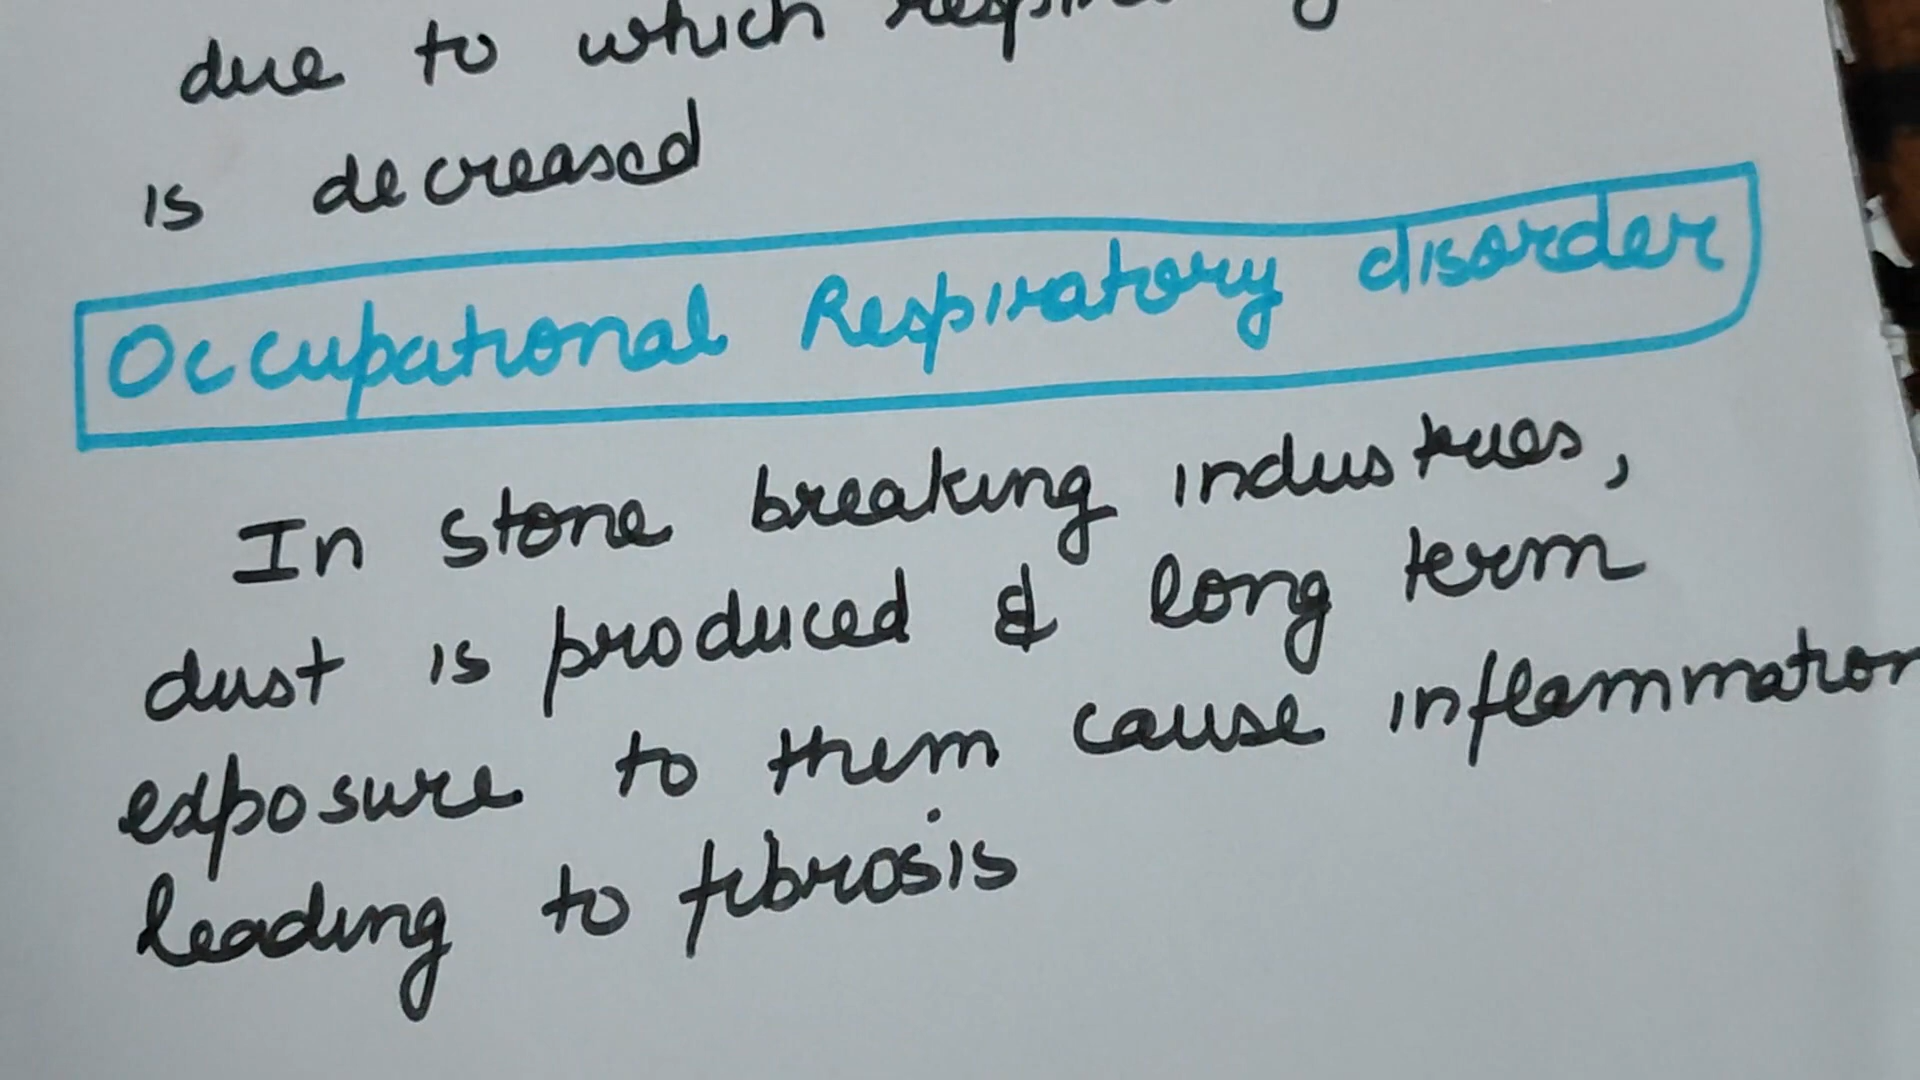 due to which
is decreased
Occupational Respiratory disorder
In stone breaking industries,
dust is produced & long term
exposure to them cause inflammation
leading to fibrosis